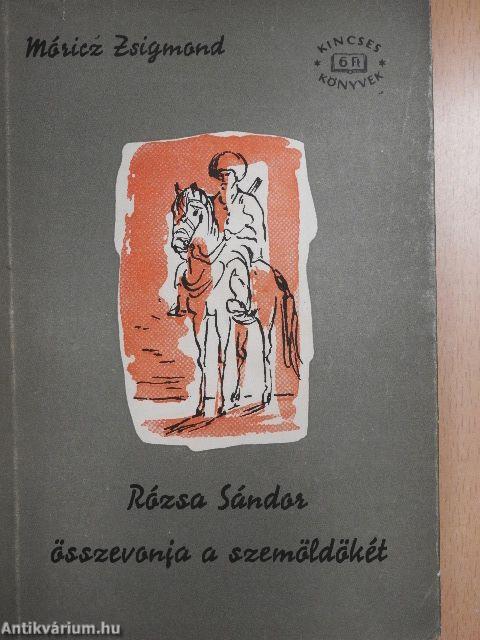 Móricz Zsigmond
KINCSES
6 Ft
KÖNYVEK
Rózsa Sándor
összevonja a szemöldökét
Antikvárium.hu